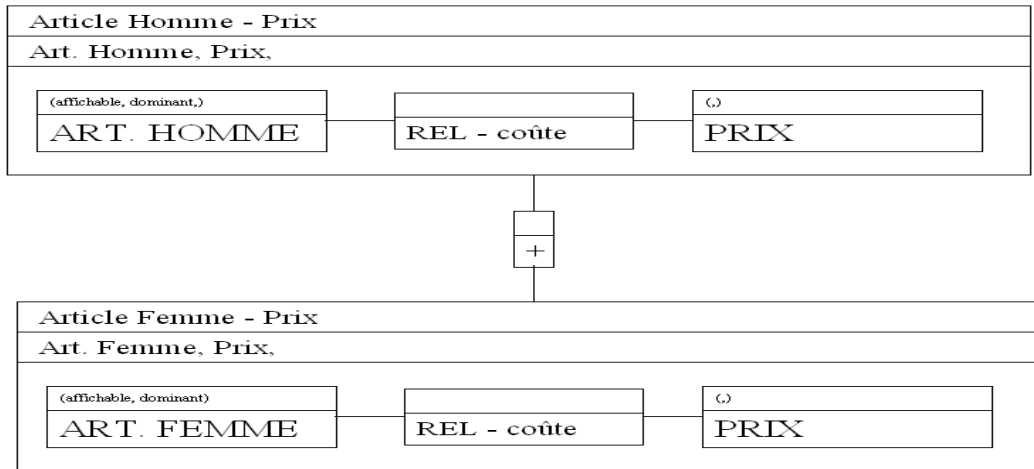 Article Homme - Prix
Art. Homme, Prix,
(affichable, dominant,)
(,)
ART. HOMME
REL - coûte
PRIX
+
Article Femme - Prix
Art. Femme, Prix,
(affichable, dominant)
(,)
ART. FEMME
REL - coûte
PRIX